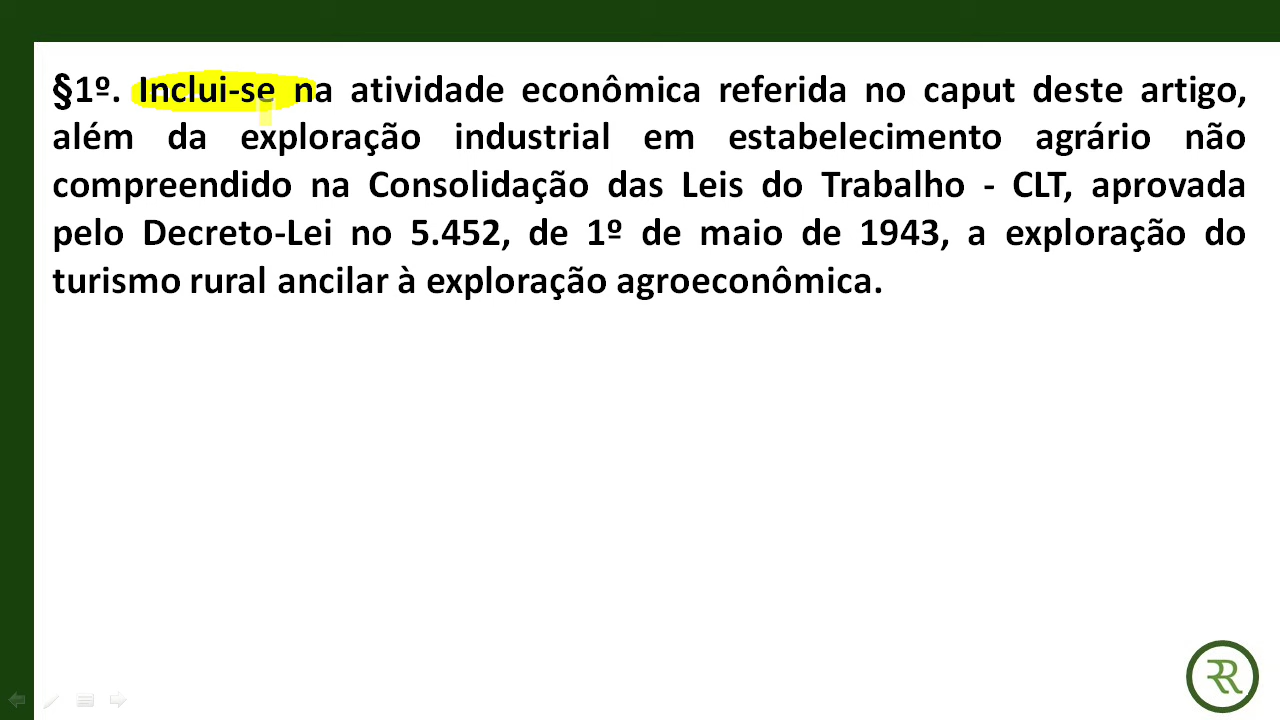 §1º. Inclui-se na atividade econômica referida no caput deste artigo,
além da exploração industrial em estabelecimento agrário não
compreendido na Consolidação das Leis do Trabalho - CLT, aprovada
pelo Decreto-Lei no 5.452, de 1º de maio de 1943, a exploração do
turismo rural ancilar à exploração agroeconômica.